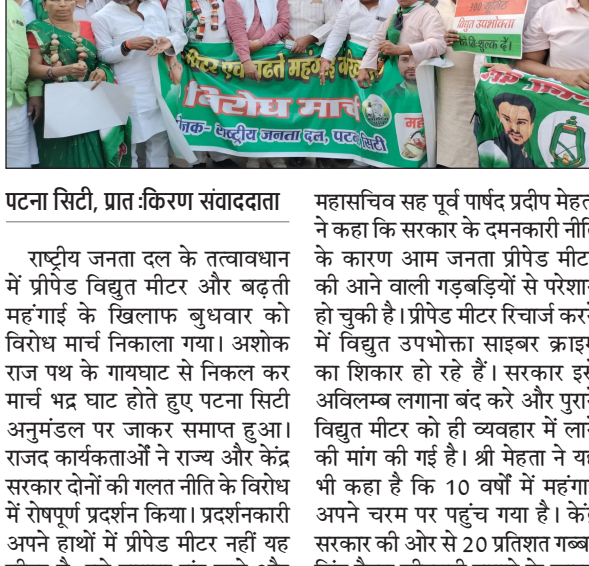 300 यूनिट
विद्युत उपभोक्ता
को निःशुल्क दें।
विरोध मार्च
राष्ट्रीय जनता दल, पटना सिटी
पटना सिटी, प्रात :किरण संवाददाता
राष्ट्रीय जनता दल के तत्वावधान
में प्रीपेड विद्युत मीटर और बढ़ती
महंगाई के खिलाफ बुधवार को
विरोध मार्च निकाला गया। अशोक
राज पथ के गायघाट से निकल कर
मार्च भद्र घाट होते हुए पटना सिटी
अनुमंडल पर जाकर समाप्त हुआ।
राजद कार्यकताओं ने राज्य और केंद्र
सरकार दोनों की गलत नीति के विरोध
में रोषपूर्ण प्रदर्शन किया। प्रदर्शनकारी
अपने हाथों में प्रीपेड मीटर नहीं यह
महासचिव सह पूर्व पार्षद प्रदीप मेहत
ने कहा कि सरकार के दमनकारी नीति
के कारण आम जनता प्रीपेड मीट
की आने वाली गड़बड़ियों से परेशा
हो चुकी है। प्रीपेड मीटर रिचार्ज कर
में विद्युत उपभोक्ता साइबर क्राइम
का शिकार हो रहे हैं। सरकार इसे
अविलम्ब लगाना बंद करे और पुरा
विद्युत मीटर को ही व्यवहार में ला
की मांग की गई है। श्री मेहता ने यह
भी कहा है कि 10 वर्षों में महंगा
अपने चरम पर पहुंच गया है। कें
सरकार की ओर से 20 प्रतिशत गब्ब